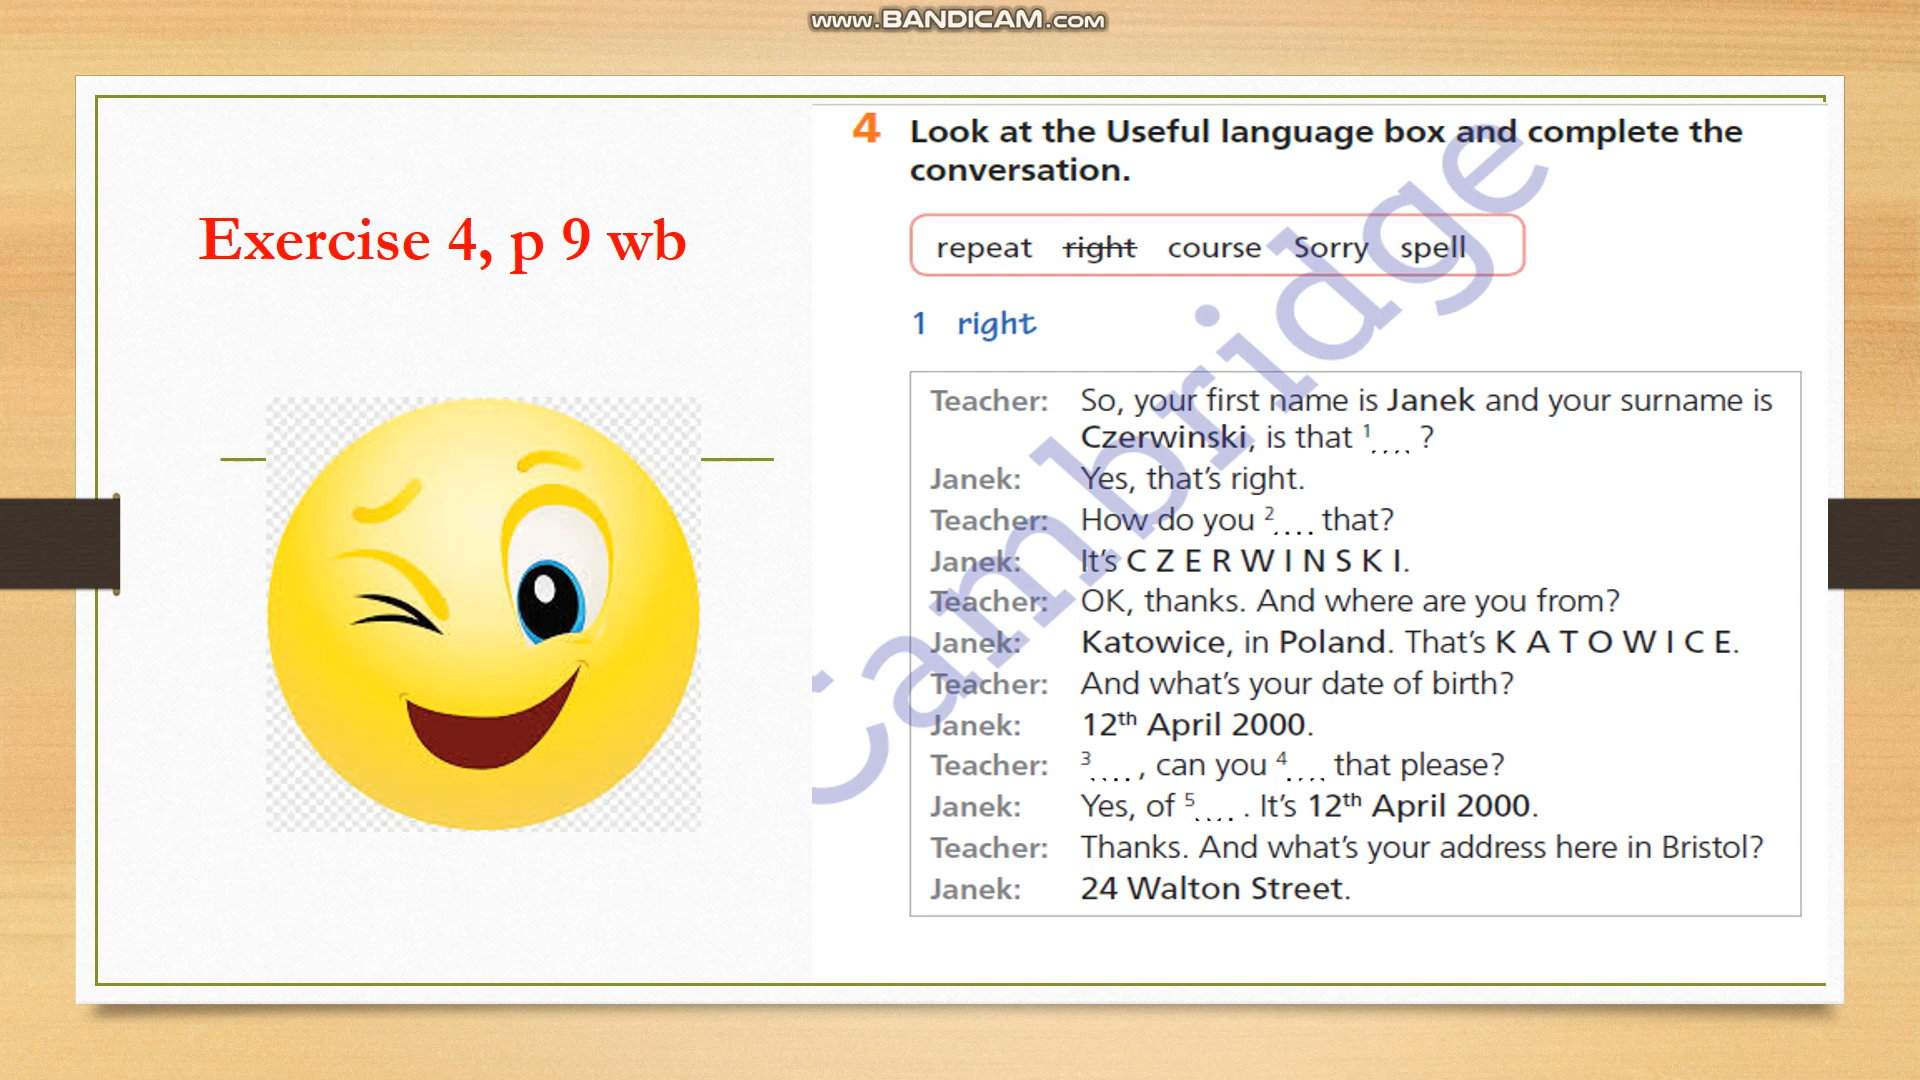 www.BANDICAM.com
Exercise 4, p 9 wb
4 Look at the Useful language box and complete the
conversation.
repeat right course Sorry spell
1 right
Teacher: So, your first name is Janek and your surname is
Czerwinski, is that 1.... ?
Janek: Yes, that's right.
Teacher: How do you 2.... that?
Janek: It's C Z E R W I N S K I.
Teacher: OK, thanks. And where are you from?
Janek: Katowice, in Poland. That's K A T O W I C E.
Teacher: And what's your date of birth?
Janek: 12th April 2000.
Teacher: 3...., can you 4.... that please?
Janek: Yes, of 5.... . It's 12th April 2000.
Teacher: Thanks. And what's your address here in Bristol?
Janek: 24 Walton Street.
Cambridge